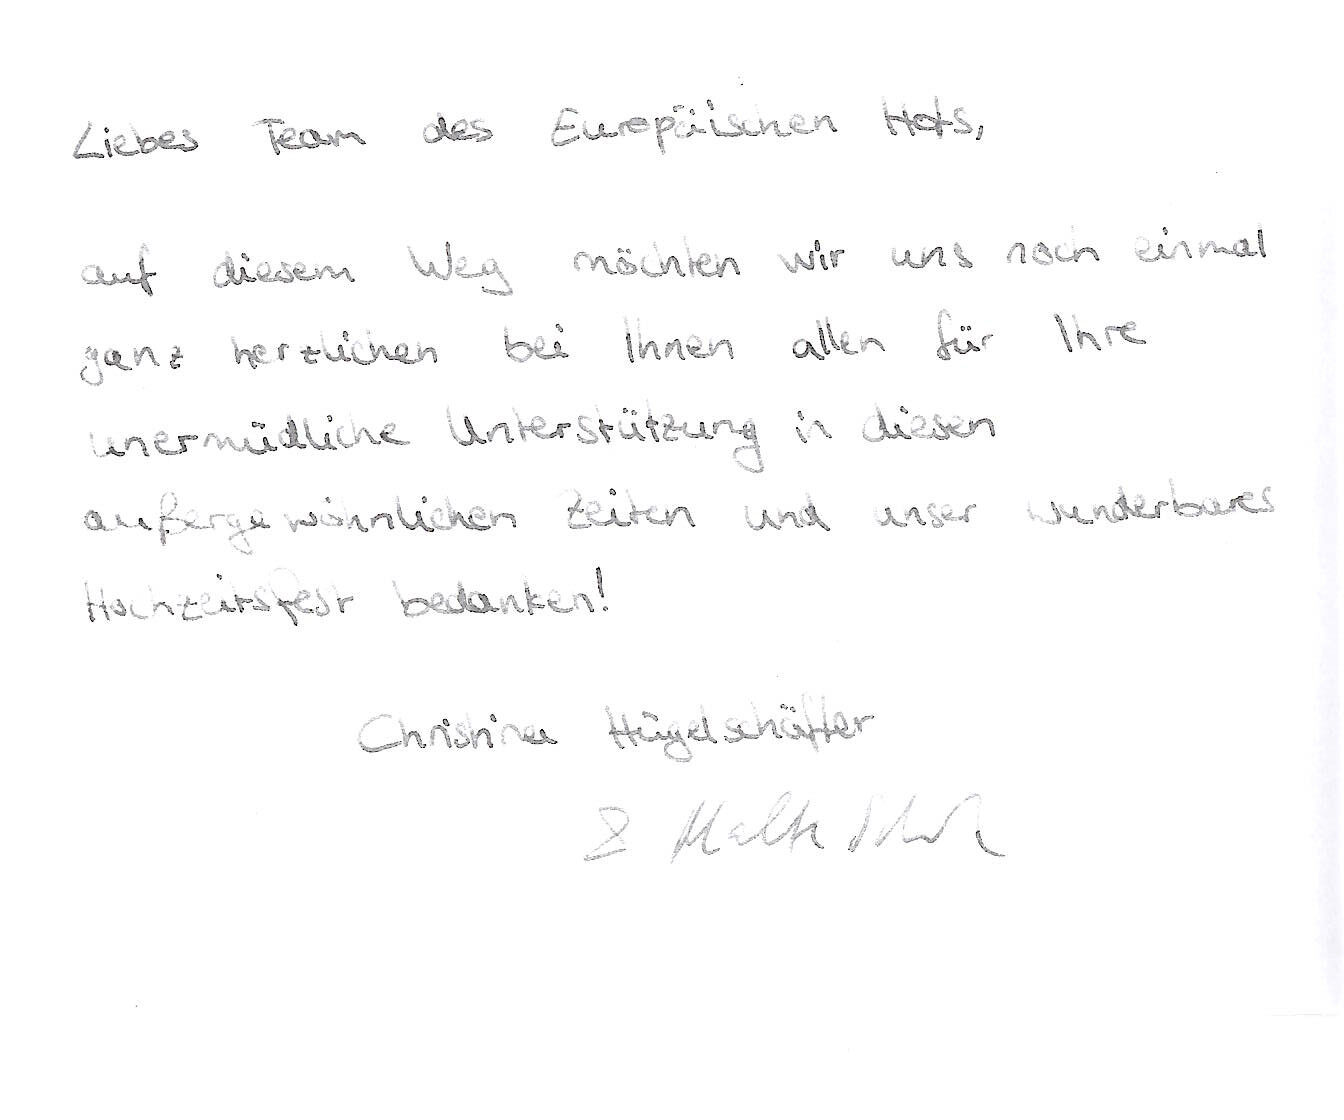 Liebes Team des Europäischen Hofs,
auf diesem Weg möchten wir uns noch einmal
ganz herzlichen bei Ihnen allen für Ihre
unermüdliche Unterstützung in diesen
außergewöhnlichen Zeiten und unser wunderbares
Hochzeitsfest bedanken!
Christina Hügelschäffer
& Malte